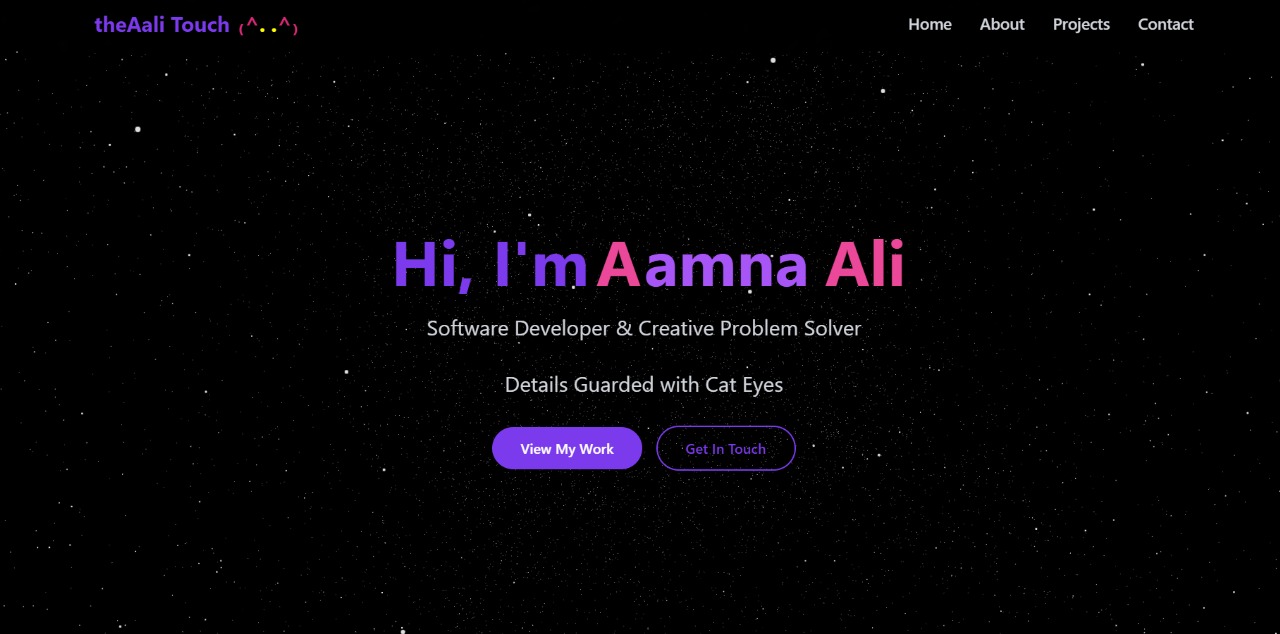 theAali Touch (^..^)
Home About Projects Contact
Hi, I'm Aamna Ali
Software Developer & Creative Problem Solver
Details Guarded with Cat Eyes
View My Work Get In Touch